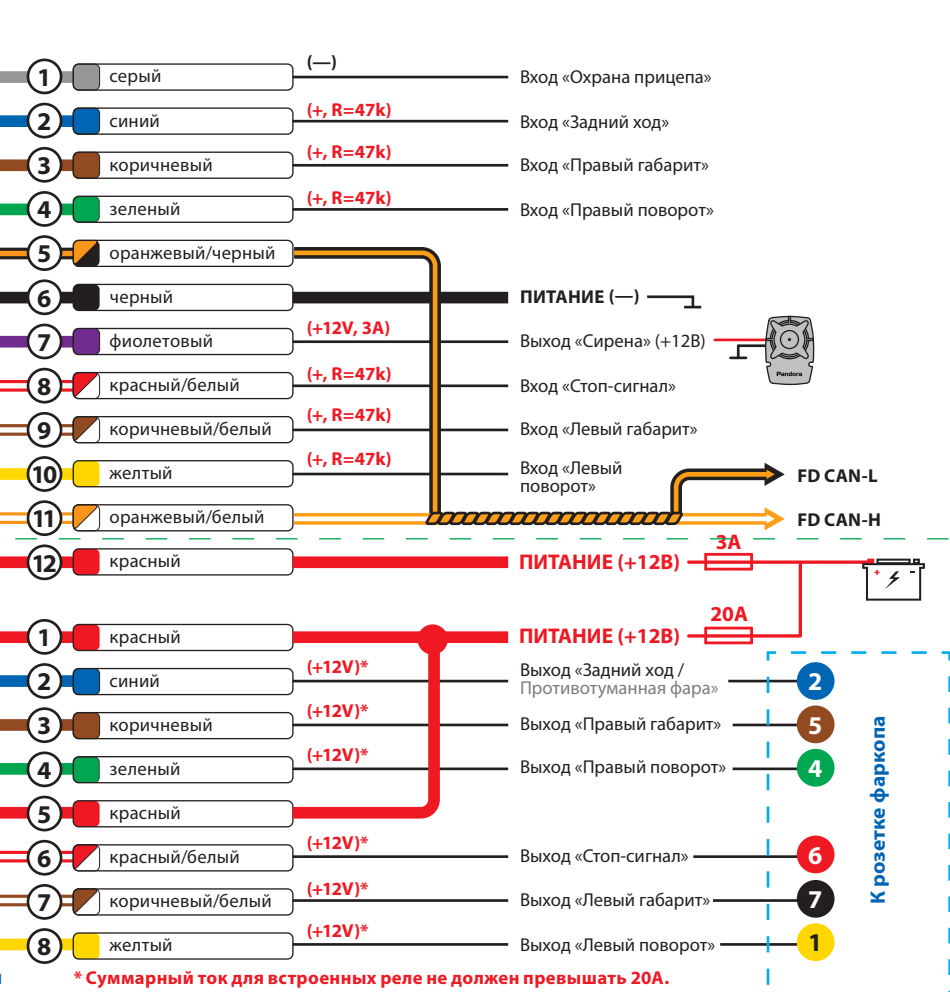 1 серый (—) Вход «Охрана прицепа»
2 синий (+, R=47k) Вход «Задний ход»
3 коричневый (+, R=47k) Вход «Правый габарит»
4 зеленый (+, R=47k) Вход «Правый поворот»
5 оранжевый/черный
6 черный ПИТАНИЕ (—)
7 фиолетовый (+12V, 3A) Выход «Сирена» (+12В)
Pandora
8 красный/белый (+, R=47k) Вход «Стоп-сигнал»
9 коричневый/белый (+, R=47k) Вход «Левый габарит»
10 желтый (+, R=47k) Вход «Левый
поворот»
FD CAN-L
11 оранжевый/белый FD CAN-H
12 красный ПИТАНИЕ (+12В) 3А
+ -
1 красный ПИТАНИЕ (+12В) 20А
2 синий (+12V)* Выход «Задний ход /
Противотуманная фара» 2
3 коричневый (+12V)* Выход «Правый габарит» 5
4 зеленый (+12V)* Выход «Правый поворот» 4
5 красный
6 красный/белый (+12V)* Выход «Стоп-сигнал» 6
7 коричневый/белый (+12V)* Выход «Левый габарит» 7
8 желтый (+12V)* Выход «Левый поворот» 1
К розетке фаркопа
* Суммарный ток для встроенных реле не должен превышать 20А.